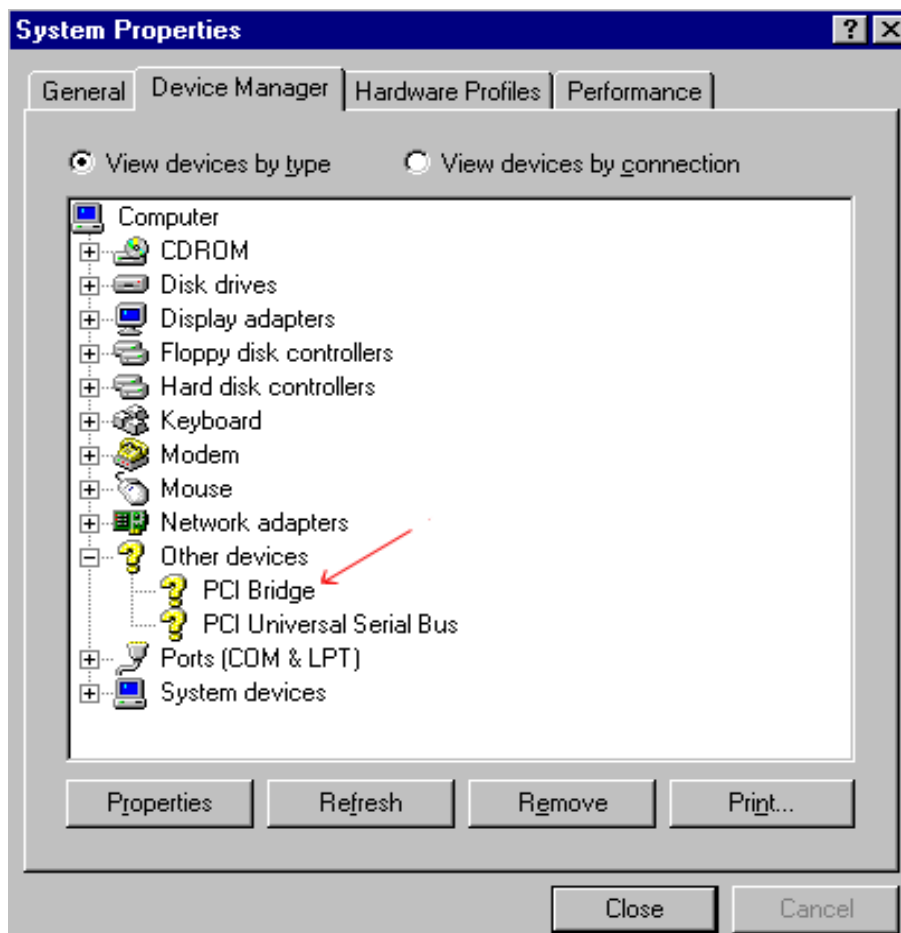 System Properties
General Device Manager Hardware Profiles Performance
View devices by type View devices by connection
Computer
CDROM
Disk drives
Display adapters
Floppy disk controllers
Hard disk controllers
Keyboard
Modem
Mouse
Network adapters
Other devices
PCI Bridge
PCI Universal Serial Bus
Ports (COM & LPT)
System devices
Properties Refresh Remove Print...
Close Cancel